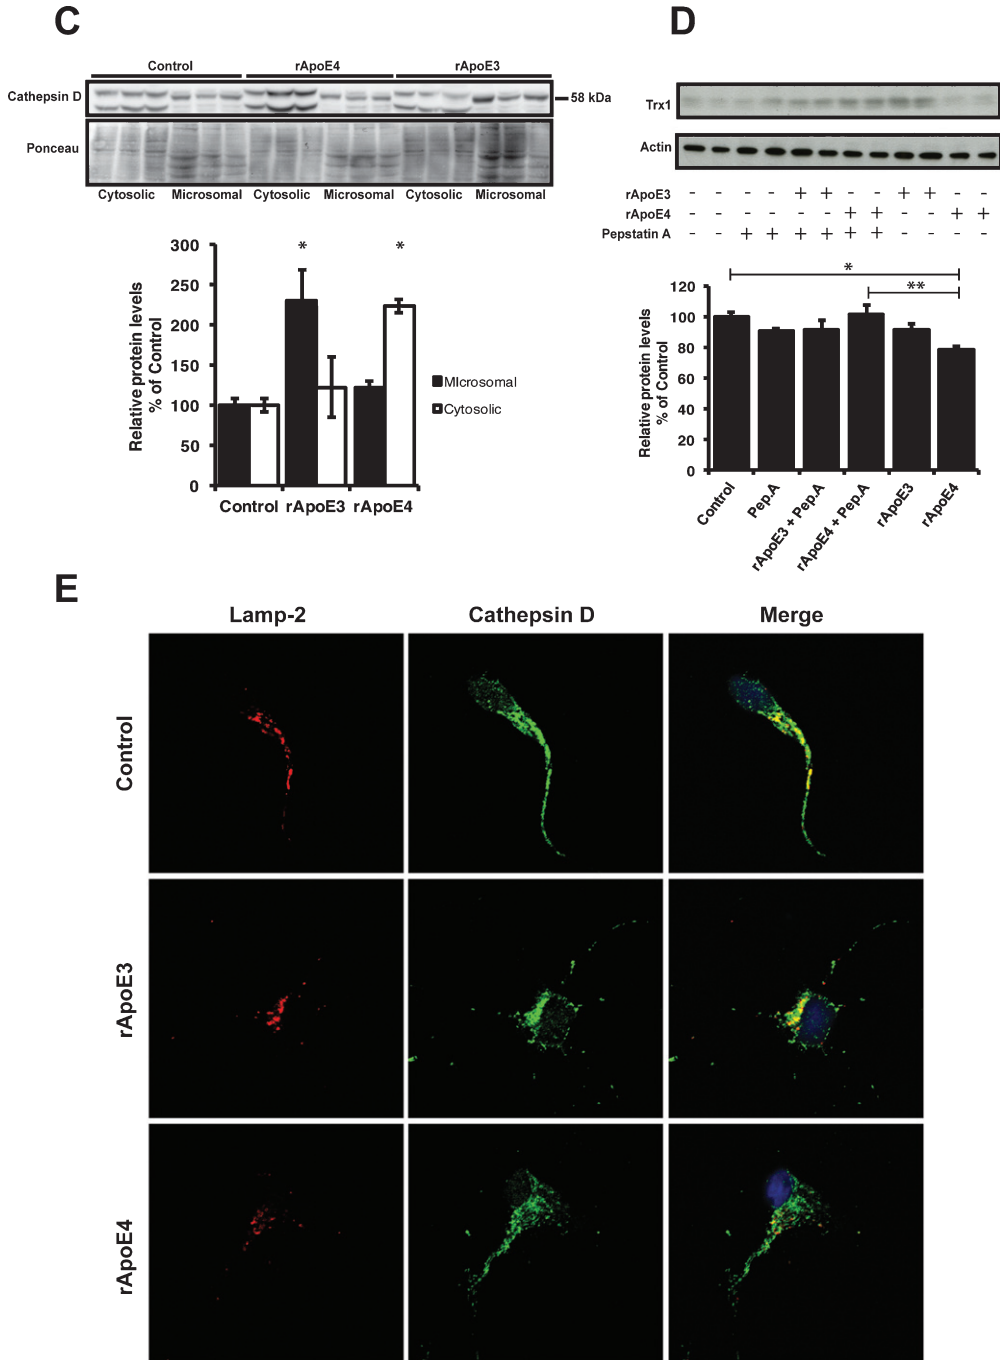 C
Control rApoE4 rApoE3
Cathepsin D
58 kDa
Ponceau
Cytosolic Microsomal Cytosolic Microsomal Cytosolic Microsomal
300
250
200
150
100
50
0
Relative protein levels
% of Control
* *
MIcrosomal
Cytosolic
Control rApoE3 rApoE4
D
Trx1
Actin
rApoE3 - - - - + + - - + + - -
rApoE4 - - - - - - + + - - + +
Pepstatin A - - + + + + + + - - - -
*
**
120
100
80
60
40
20
0
Relative protein levels
% of Control
Control
Pep.A
rApoE3 + Pep.A
rApoE4 + Pep.A
rApoE3
rApoE4
E
Lamp-2 Cathepsin D Merge
Control
rApoE3
rApoE4